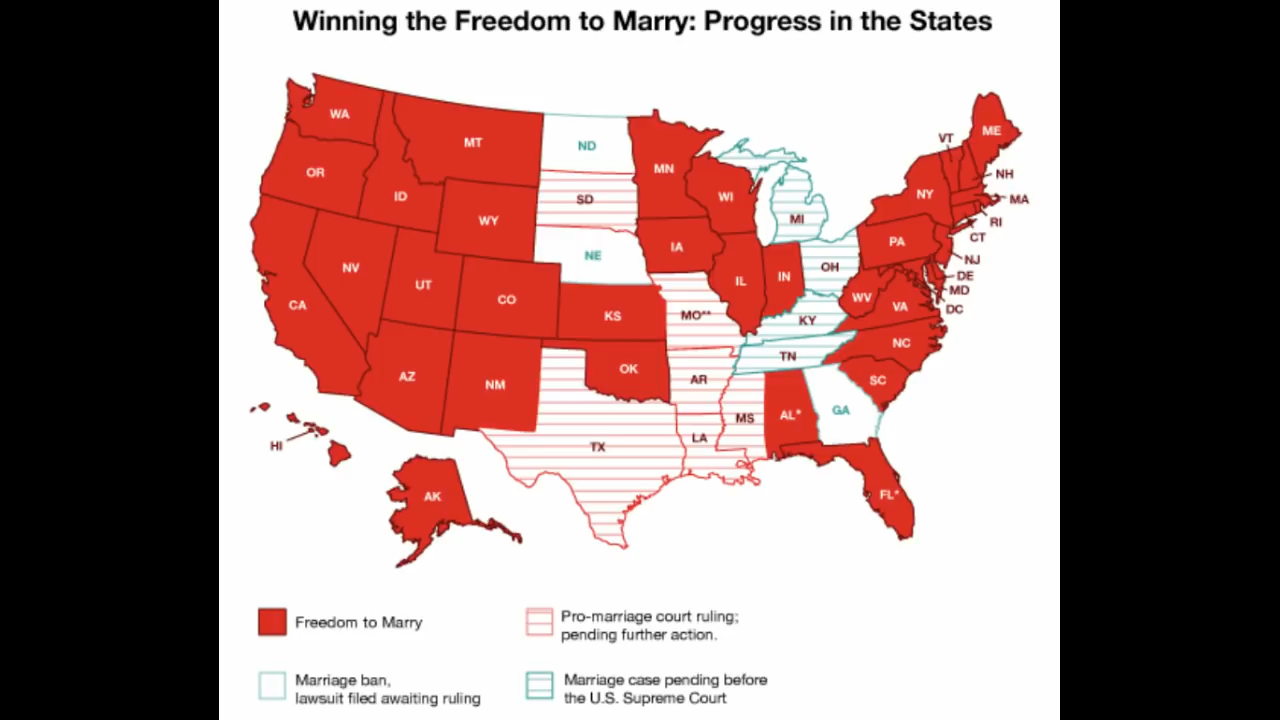 Winning the Freedom to Marry: Progress in the States
WA
MT
ND
MN
VT
ME
OR
ID
SD
WI
MI
NY
NH
MA
WY
RI
CT
NE
IA
PA
NJ
NV
UT
CO
IL
IN
OH
DE
MD
DC
CA
KS
MO**
WV
VA
KY
NC
AZ
NM
OK
AR
TN
SC
MS
AL*
GA
HI
TX
LA
AK
FL*
Freedom to Marry
Pro-marriage court ruling;
pending further action.
Marriage ban,
lawsuit filed awaiting ruling
Marriage case pending before
the U.S. Supreme Court